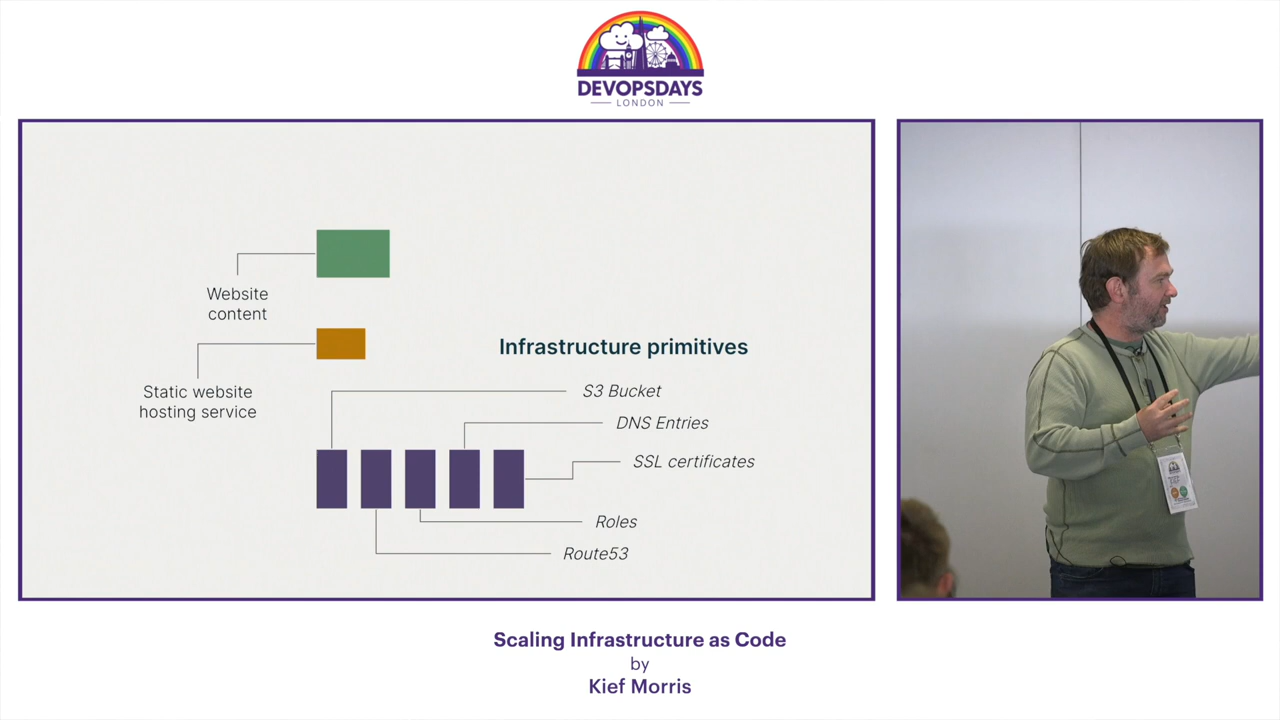 DEVOPSDAYS
LONDON
Website
content
Static website
hosting service
Infrastructure primitives
S3 Bucket
DNS Entries
SSL certificates
Roles
Route53
Scaling Infrastructure as Code
by
Kief Morris